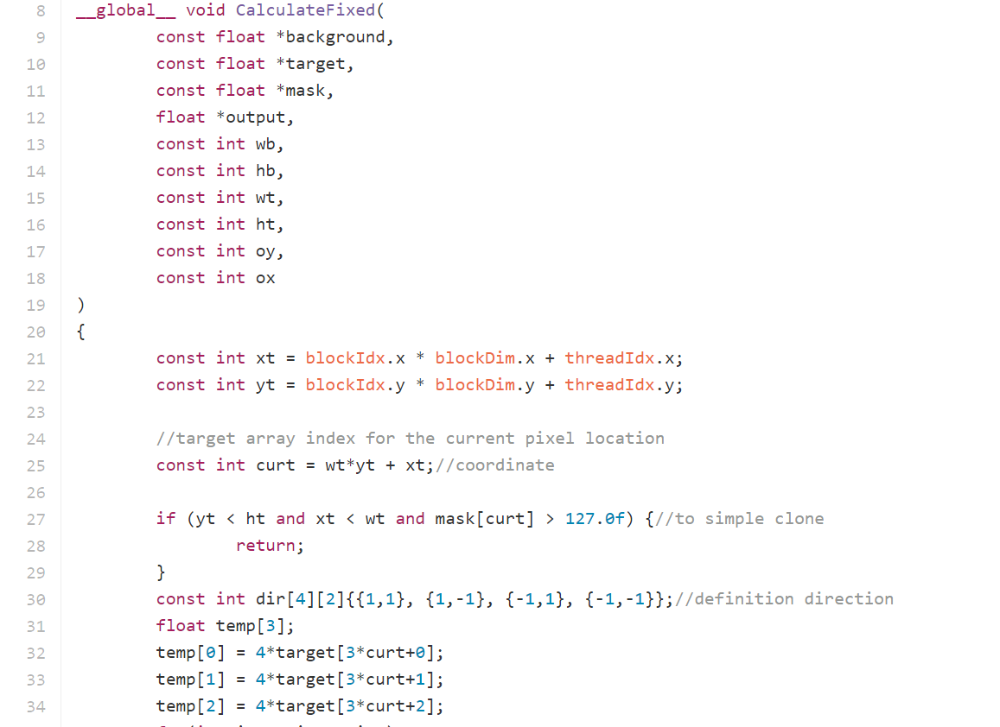 8 __global__ void CalculateFixed(
9 const float *background,
10 const float *target,
11 const float *mask,
12 float *output,
13 const int wb,
14 const int hb,
15 const int wt,
16 const int ht,
17 const int oy,
18 const int ox
19 )
20 {
21 const int xt = blockIdx.x * blockDim.x + threadIdx.x;
22 const int yt = blockIdx.y * blockDim.y + threadIdx.y;
23
24 //target array index for the current pixel location
25 const int curt = wt*yt + xt;//coordinate
26
27 if (yt < ht and xt < wt and mask[curt] > 127.0f) {//to simple clone
28 return;
29 }
30 const int dir[4][2]{{1,1}, {1,-1}, {-1,1}, {-1,-1}};//definition direction
31 float temp[3];
32 temp[0] = 4*target[3*curt+0];
33 temp[1] = 4*target[3*curt+1];
34 temp[2] = 4*target[3*curt+2];